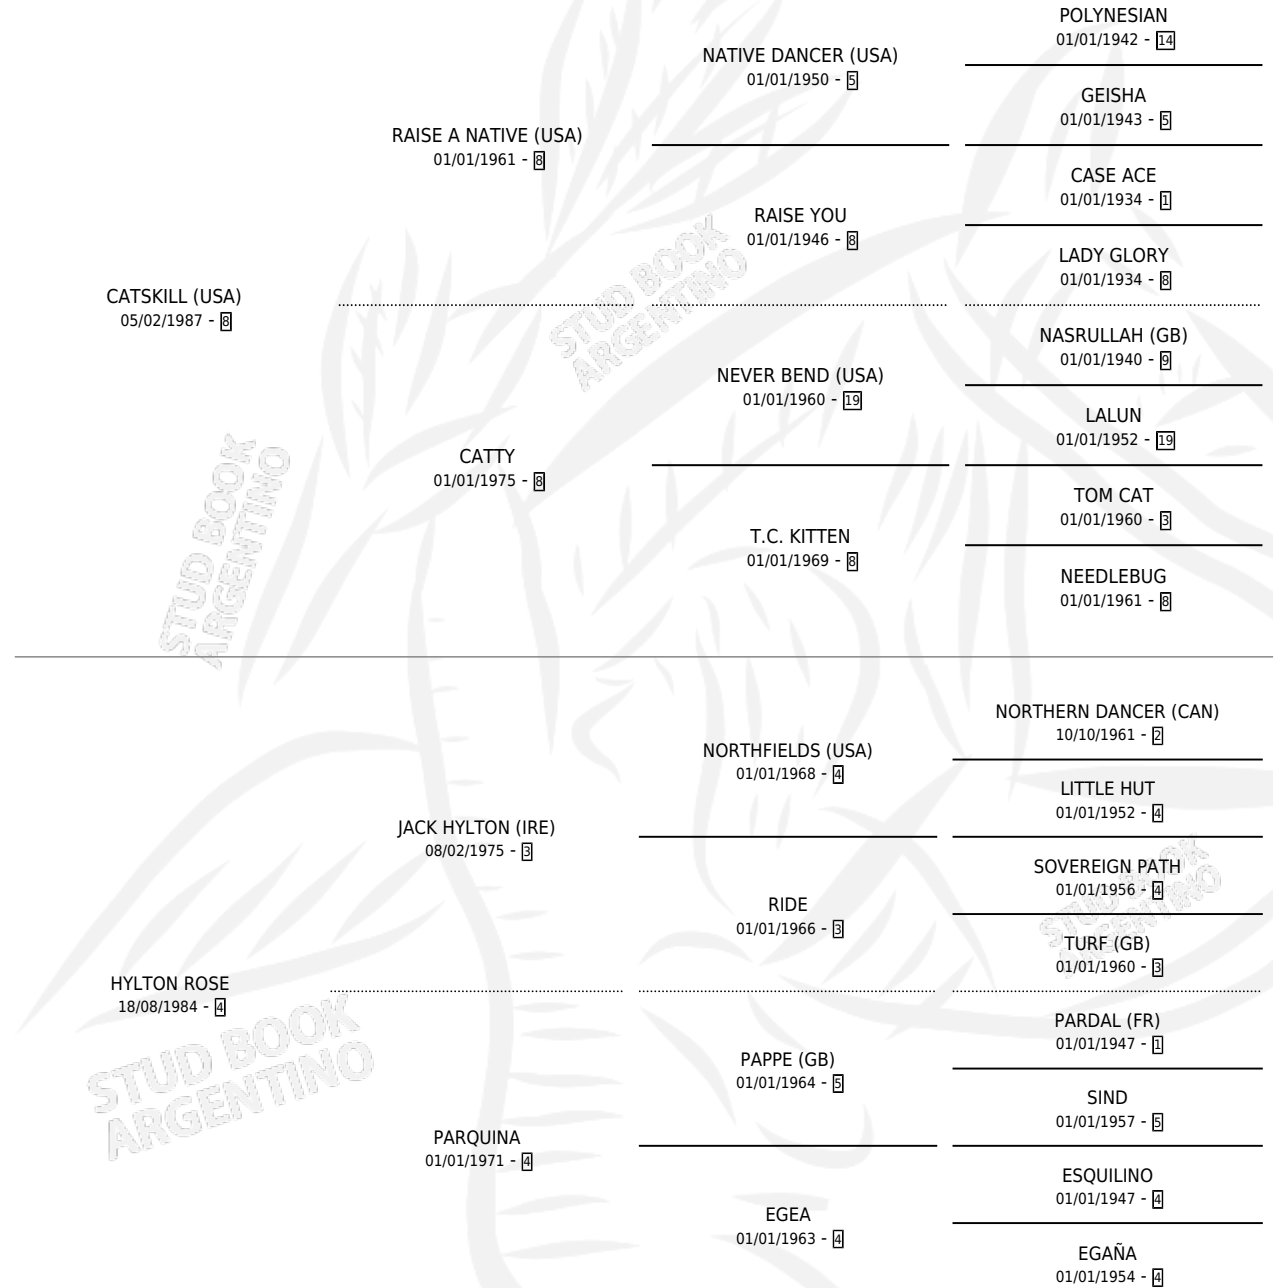 POLYNESIAN
01/01/1942 - 14
NATIVE DANCER (USA)
01/01/1950 - 5
GEISHA
01/01/1943 - 5
RAISE A NATIVE (USA)
01/01/1961 - 8
CASE ACE
01/01/1934 - 1
RAISE YOU
01/01/1946 - 8
LADY GLORY
01/01/1934 - 8
CATSKILL (USA)
05/02/1987 - 8
NASRULLAH (GB)
01/01/1940 - 9
NEVER BEND (USA)
01/01/1960 - 19
LALUN
01/01/1952 - 19
CATTY
01/01/1975 - 8
TOM CAT
01/01/1960 - 3
T.C. KITTEN
01/01/1969 - 8
NEEDLEBUG
01/01/1961 - 8
NORTHERN DANCER (CAN)
10/10/1961 - 2
NORTHFIELDS (USA)
01/01/1968 - 4
LITTLE HUT
01/01/1952 - 4
JACK HYLTON (IRE)
08/02/1975 - 3
SOVEREIGN PATH
01/01/1956 - 4
RIDE
01/01/1966 - 3
TURF (GB)
01/01/1960 - 3
HYLTON ROSE
18/08/1984 - 4
PARDAL (FR)
01/01/1947 - 1
PAPPE (GB)
01/01/1964 - 5
SIND
01/01/1957 - 5
PARQUINA
01/01/1971 - 4
ESQUILINO
01/01/1947 - 4
EGEA
01/01/1963 - 4
EGAÑA
01/01/1954 - 4
STUD BOOK
ARGENTINO
STUD BOOK
ARGENTINO
STUD BOOK
ARGENTINO
STUD BOOK
ARGENTINO